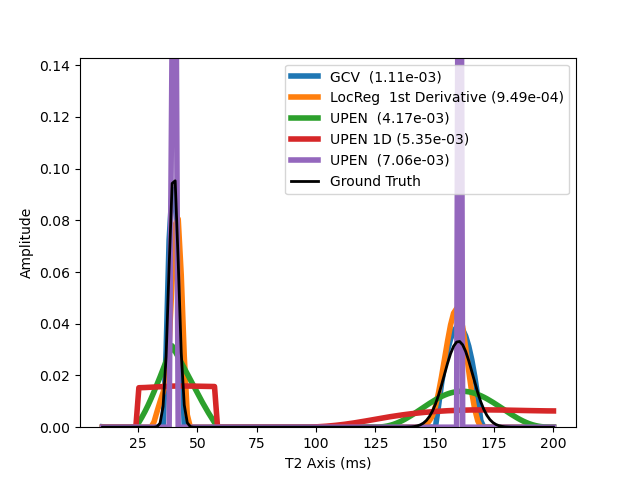 0.14
0.12
0.10
0.08
0.06
0.04
0.02
0.00
Amplitude
GCV  (1.11e-03)
LocReg  1st Derivative (9.49e-04)
UPEN  (4.17e-03)
UPEN 1D (5.35e-03)
UPEN  (7.06e-03)
Ground Truth
25 50 75 100 125 150 175 200
T2 Axis (ms)